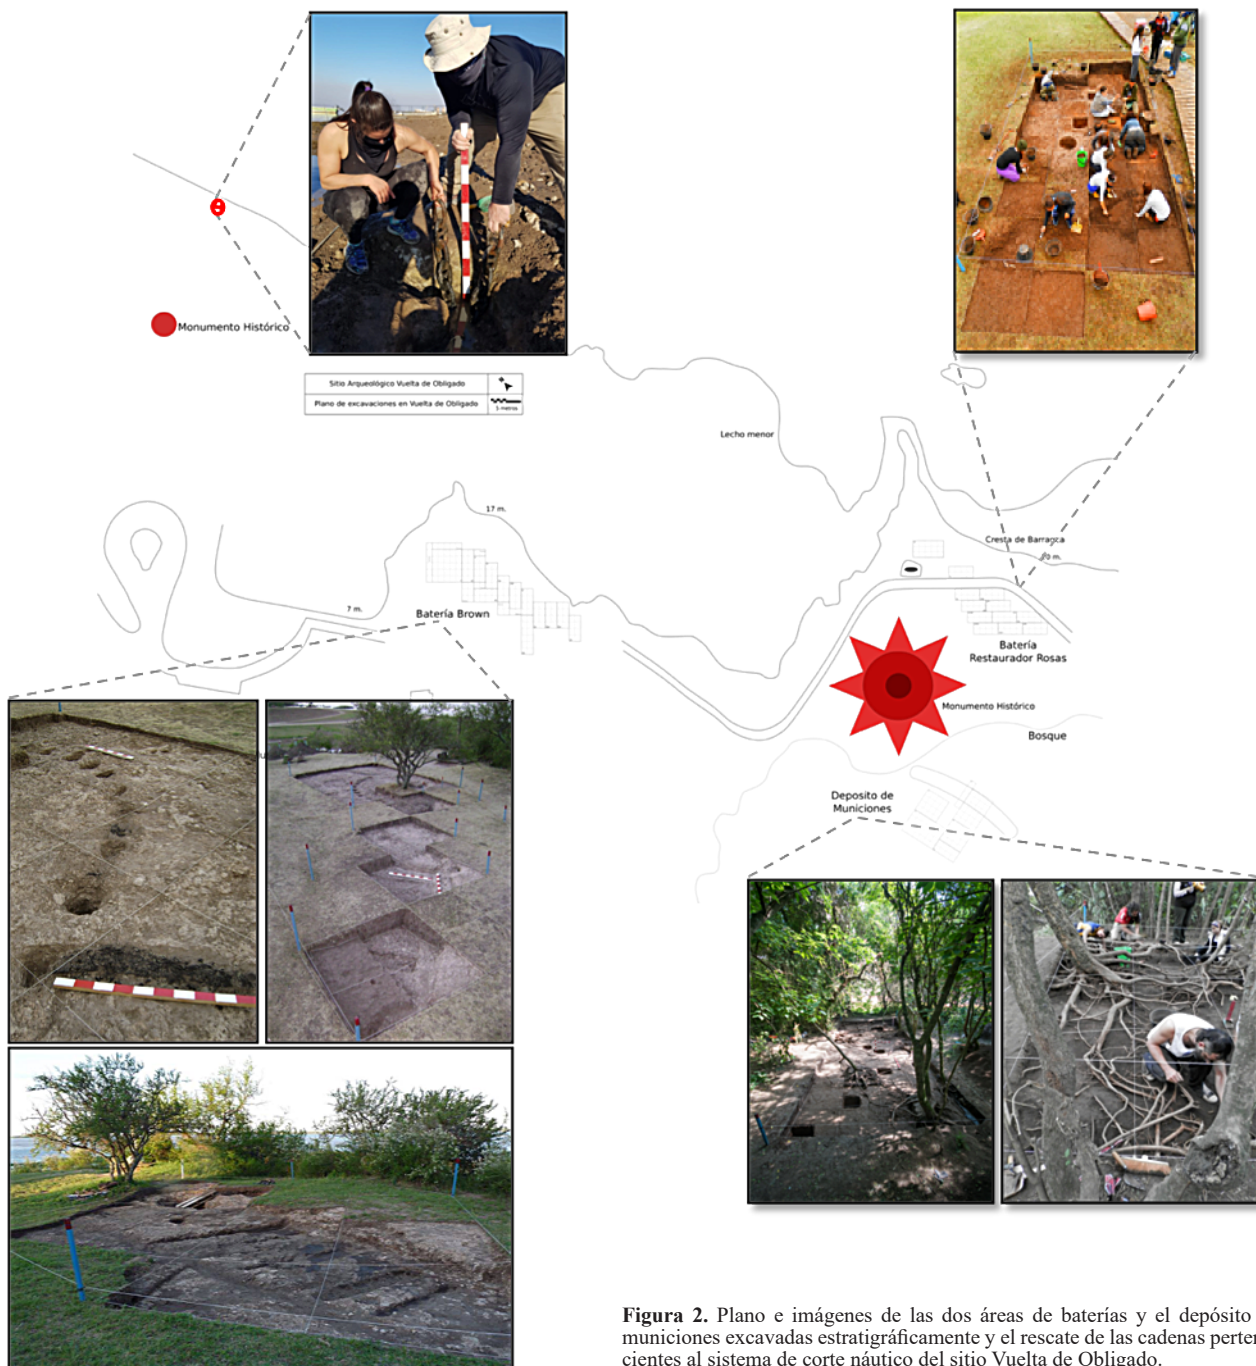 Monumento Histórico
Sitio Arqueológico Vuelta de Obligado
Plano de excavaciones en Vuelta de Obligado
5 metros
Lecho menor
17 m.
Cresta de Barranca
7 m.
Batería Brown
Batería
Restaurador Rosas
Monumento Histórico
Bosque
Deposito de
Municiones
Figura 2. Plano e imágenes de las dos áreas de baterías y el depósito
municiones excavadas estratigráficamente y el rescate de las cadenas perten
cientes al sistema de corte náutico del sitio Vuelta de Obligado.